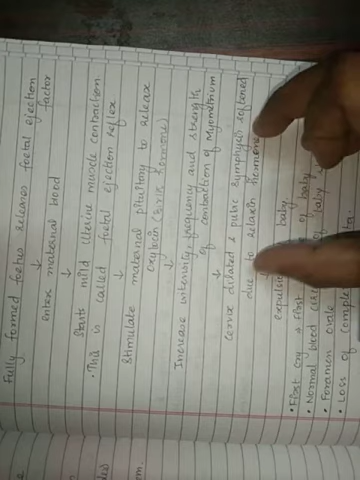 Fully formed foetus releases foetal ejection
factor
↓
enters maternal blood
↓
Starts mild uterine muscle contraction
• This is called foetal ejection reflex
↓
Stimulate maternal pituitary to release
oxytocin (Birth Hormone)
↓
Increase intensity, frequency and strength
of contraction of myometrium
↓
cervix dilated & pubic symphysis softened
due to relaxin hormone
expulsion baby
• First cry → First of baby
• Normal blood of baby
• Foramen ovale
• Loss of